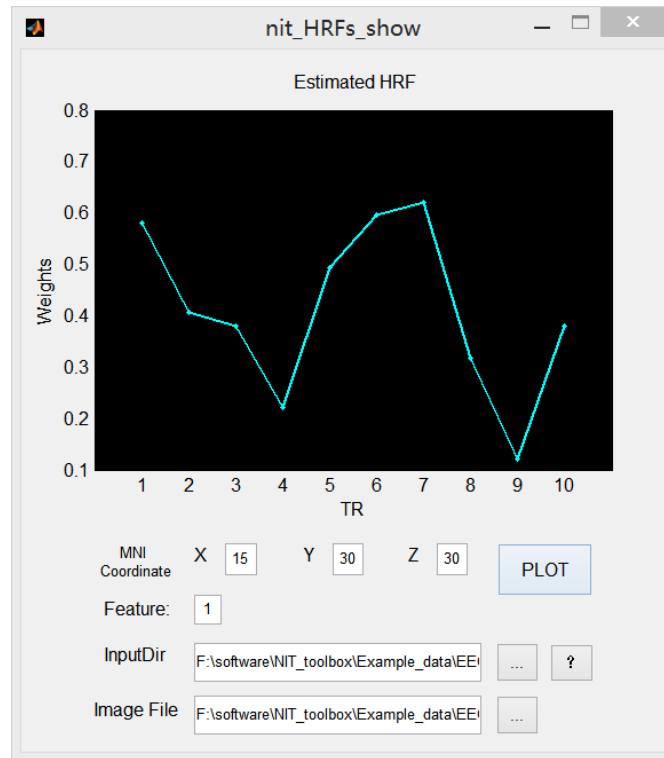 nit_HRFs_show
Estimated HRF
0.8
0.7
0.6
0.5
0.4
0.3
0.2
0.1
Weights
1 2 3 4 5 6 7 8 9 10
TR
MNI Coordinate X 15 Y 30 Z 30 PLOT
Feature: 1
InputDir F:\software\NIT_toolbox\Example_data\EE ... ?
Image File F:\software\NIT_toolbox\Example_data\EE ...